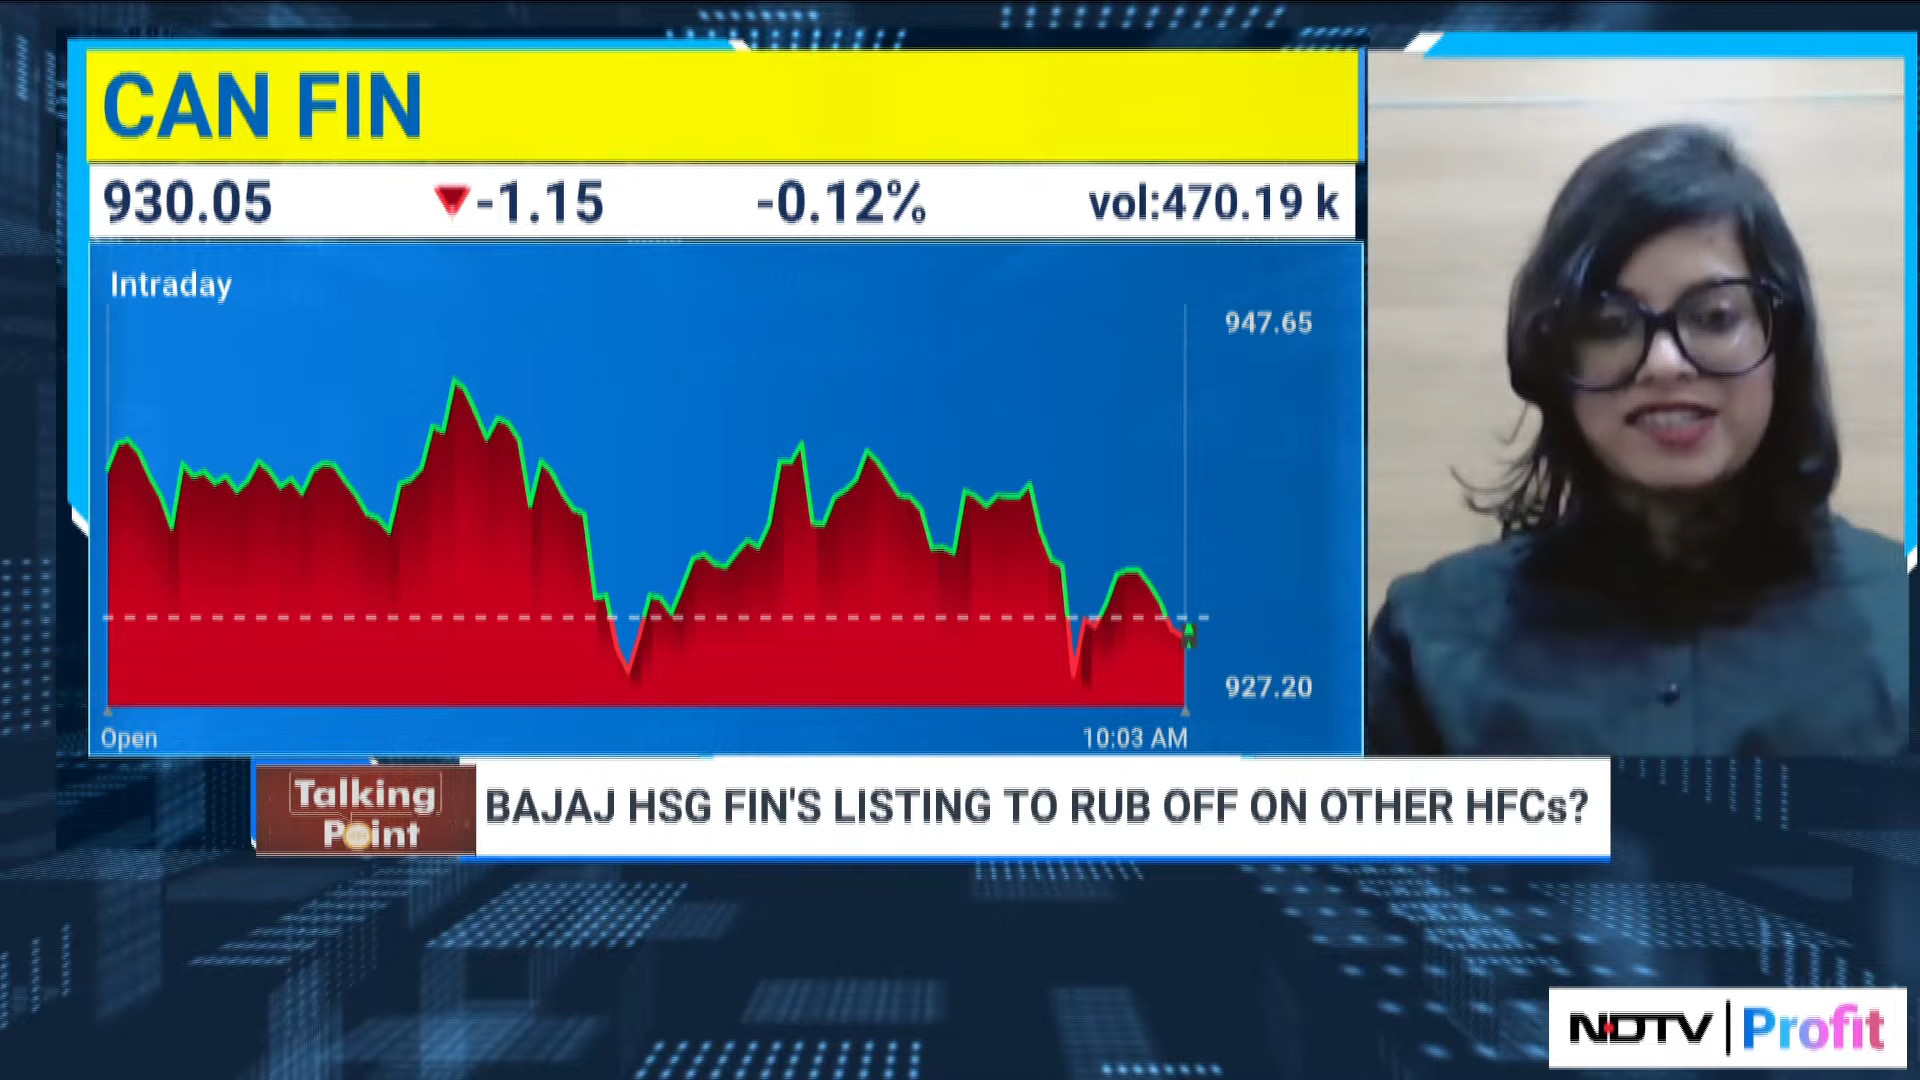 CAN FIN
930.05 ▼-1.15 -0.12% vol:470.19 k
Intraday
947.65
927.20
Open 10:03 AM
Talking
Point
BAJAJ HSG FIN'S LISTING TO RUB OFF ON OTHER HFCs?
NDTV | Profit